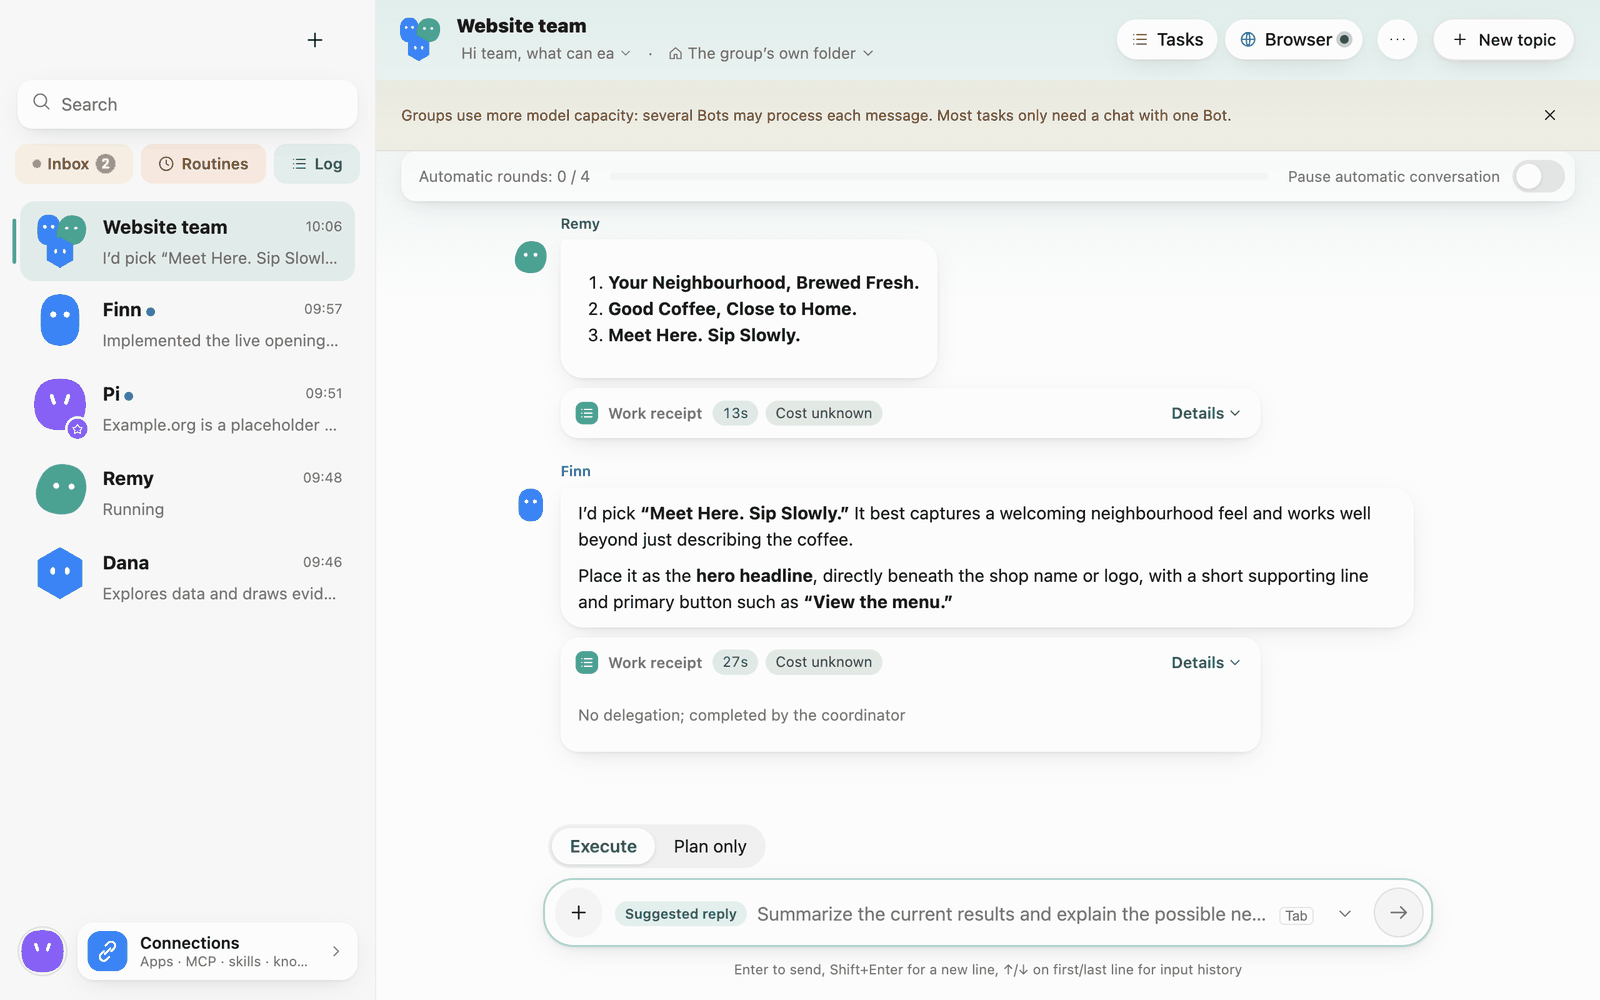 Search
Inbox 2
Routines
Log
Website team 10:06
I'd pick “Meet Here. Sip Slowl...
Finn 09:57
Implemented the live opening...
Pi 09:51
Example.org is a placeholder ...
Remy 09:48
Running
Dana 09:46
Explores data and draws evid...
Connections
Apps · MCP · skills · kno...
Website team
Hi team, what can ea · The group’s own folder
Tasks
Browser
New topic
Groups use more model capacity: several Bots may process each message. Most tasks only need a chat with one Bot.
Automatic rounds: 0 / 4
Pause automatic conversation
Remy
1. Your Neighbourhood, Brewed Fresh.
2. Good Coffee, Close to Home.
3. Meet Here. Sip Slowly.
Work receipt 13s Cost unknown Details
Finn
I’d pick “Meet Here. Sip Slowly.” It best captures a welcoming neighbourhood feel and works well
beyond just describing the coffee.
Place it as the hero headline, directly beneath the shop name or logo, with a short supporting line
and primary button such as “View the menu.”
Work receipt 27s Cost unknown Details
No delegation; completed by the coordinator
Execute
Plan only
Suggested reply Summarize the current results and explain the possible ne... Tab
Enter to send, Shift+Enter for a new line, ↑/↓ on first/last line for input history